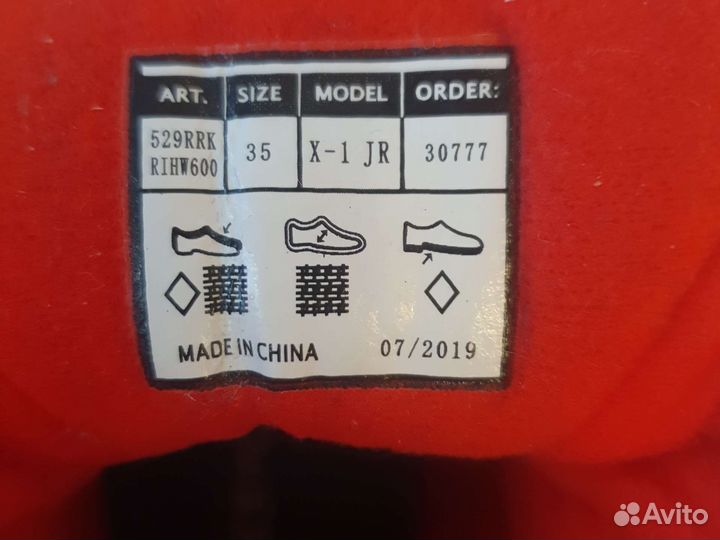 ART. SIZE MODEL ORDER:
529RRK
RIHW600 35 X-1 JR 30777
MADE IN CHINA 07/2019
Avito